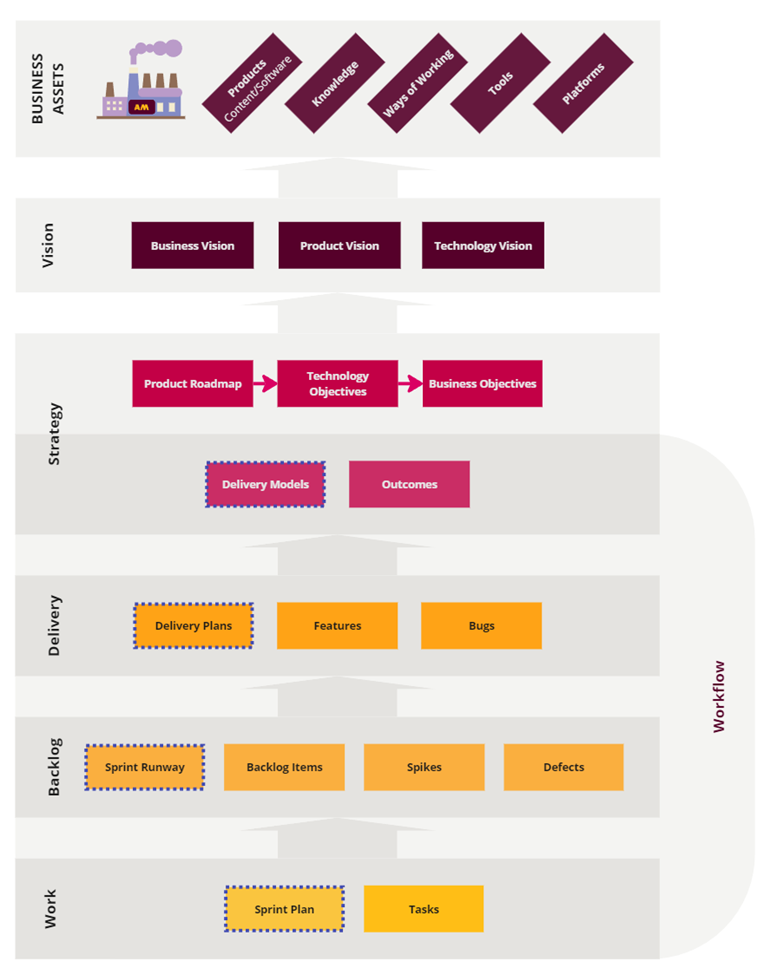 BUSINESS
ASSETS
AM
Products
Content/Software
Knowledge
Ways of Working
Tools
Platforms
Vision
Business Vision
Product Vision
Technology Vision
Strategy
Product Roadmap
Technology
Objectives
Business Objectives
Delivery Models
Outcomes
Delivery
Delivery Plans
Features
Bugs
Workflow
Backlog
Sprint Runway
Backlog Items
Spikes
Defects
Work
Sprint Plan
Tasks